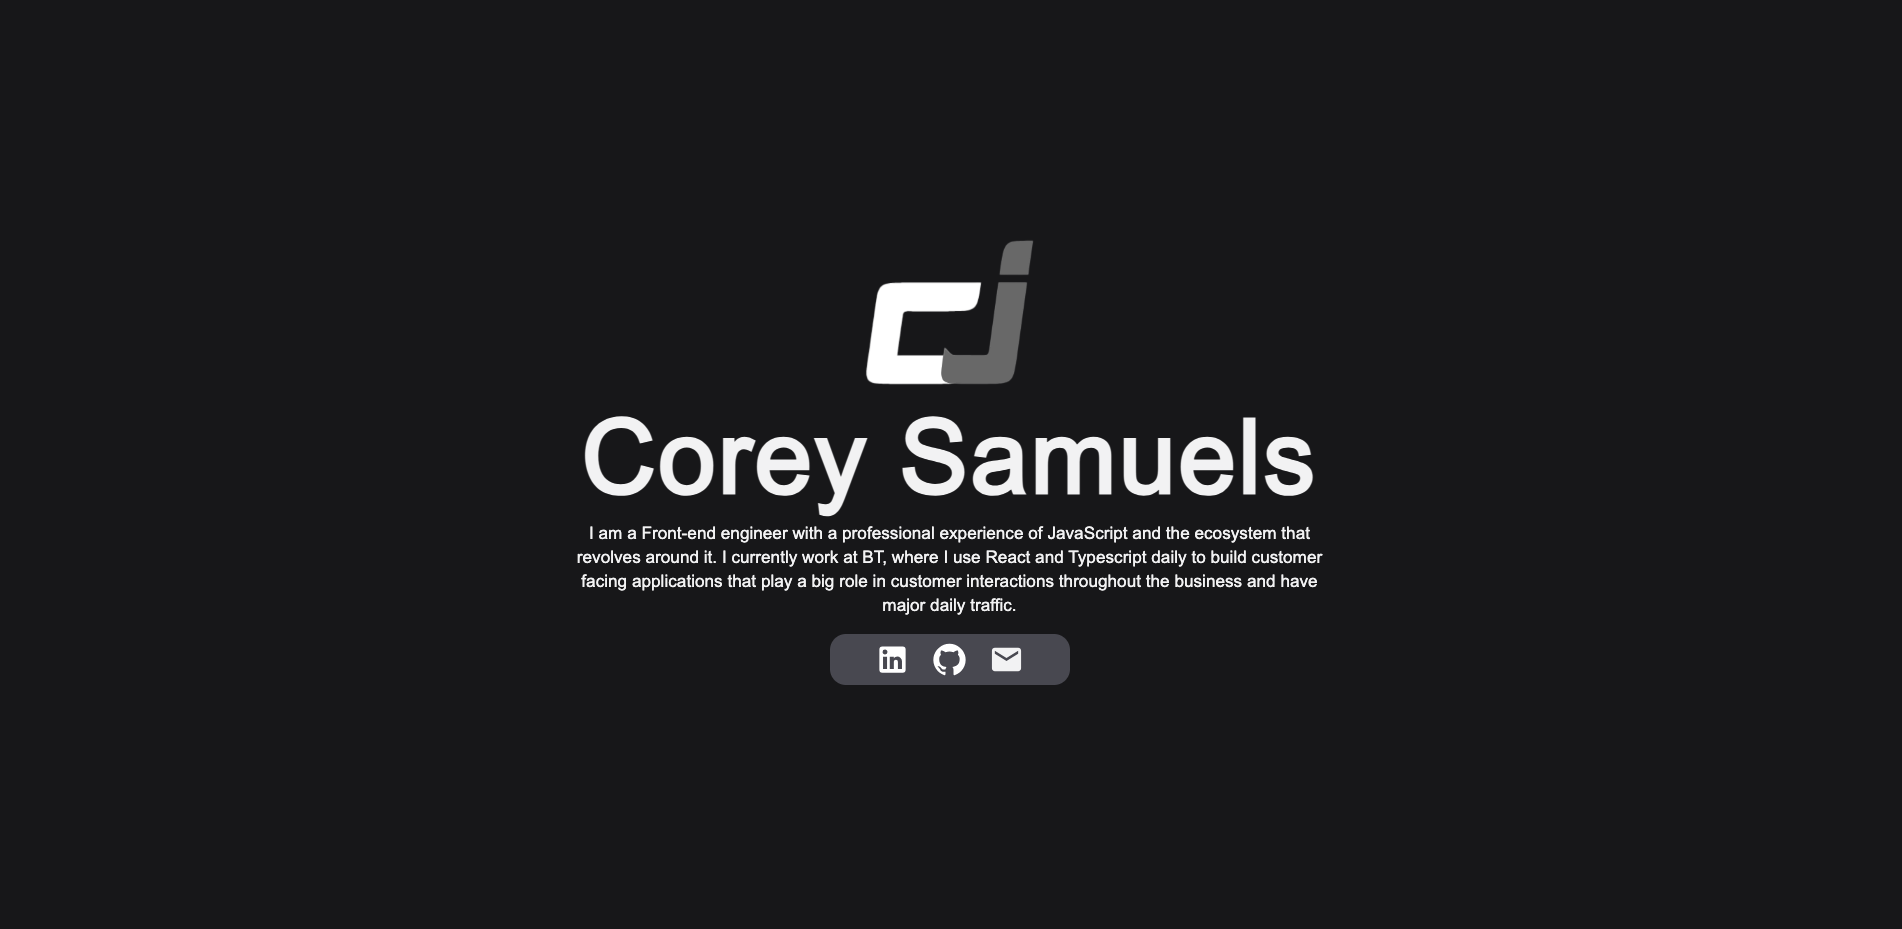 cj
Corey Samuels
I am a Front-end engineer with a professional experience of JavaScript and the ecosystem that
revolves around it. I currently work at BT, where I use React and Typescript daily to build customer
facing applications that play a big role in customer interactions throughout the business and have
major daily traffic.
in